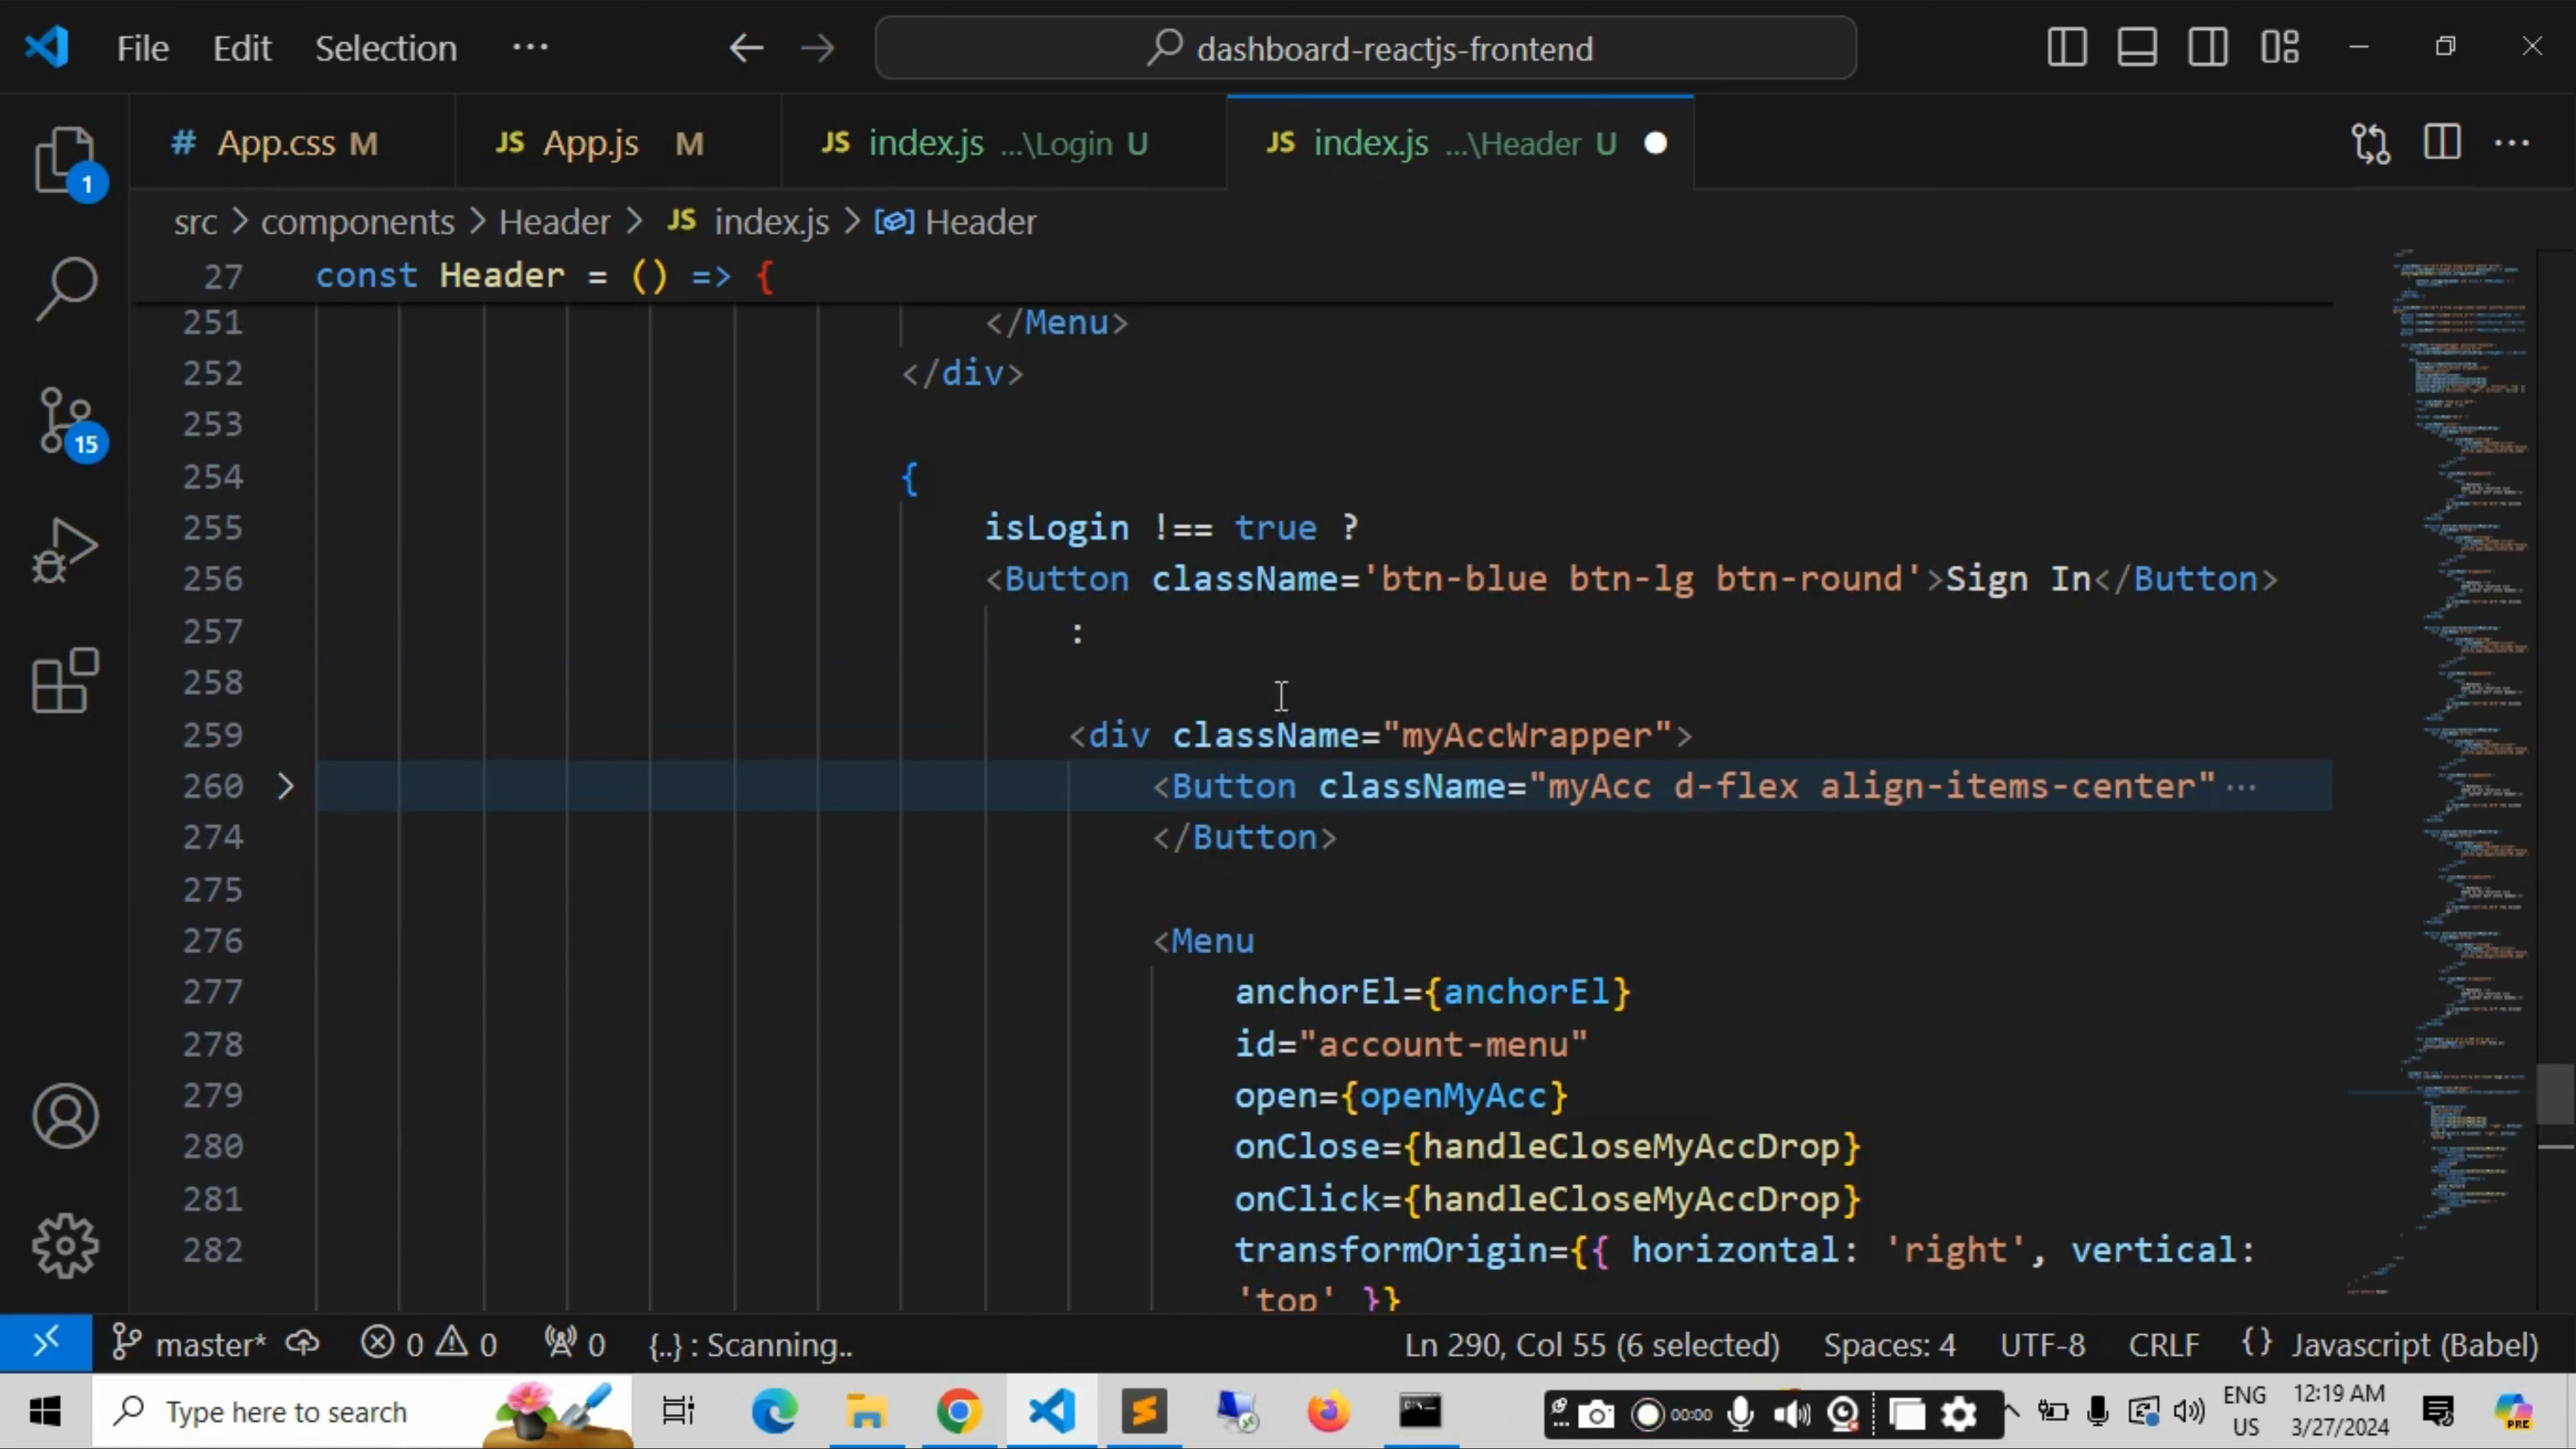 File Edit Selection ··· dashboard-reactjs-frontend
# App.css M JS App.js M JS index.js ...\Login U JS index.js ...\Header U
1
src > components > Header > JS index.js > Header
27 const Header = () => {
251 </Menu>
252 </div>
253
254 {
15
255 isLogin !== true ?
256 <Button className='btn-blue btn-lg btn-round'>Sign In</Button>
257 :
258
259 <div className="myAccWrapper">
260 <Button className="myAcc d-flex align-items-center" ···
274 </Button>
275
276 <Menu
277 anchorEl={anchorEl}
278 id="account-menu"
279 open={openMyAcc}
280 onClose={handleCloseMyAccDrop}
281 onClick={handleCloseMyAccDrop}
282 transformOrigin={{ horizontal: 'right', vertical:
'top' }}
master* 0 0 0 {..} : Scanning.. Ln 290, Col 55 (6 selected) Spaces: 4 UTF-8 CRLF {} Javascript (Babel)
Type here to search 00:00 ENG 12:19 AM
US 3/27/2024
PRE